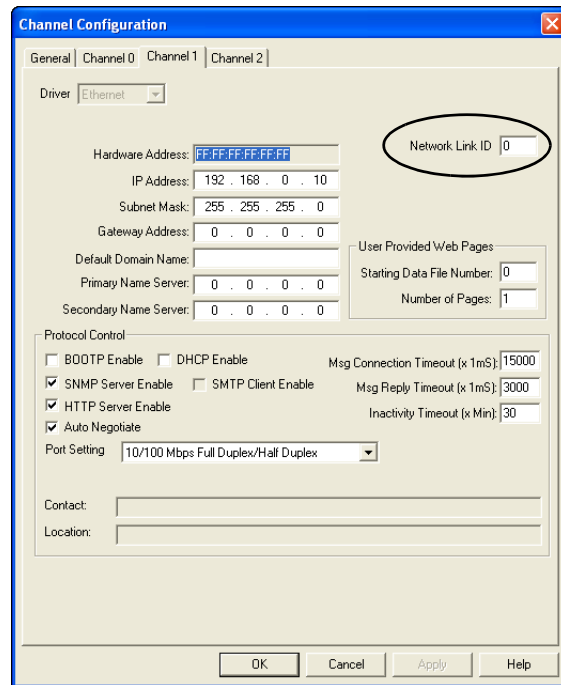 Channel Configuration
General Channel 0 Channel 1 Channel 2
Driver Ethernet
Network Link ID 0
Hardware Address: FF:FF:FF:FF:FF:FF
IP Address: 192 . 168 . 0 . 10
Subnet Mask: 255 . 255 . 255 . 0
Gateway Address: 0 . 0 . 0 . 0
Default Domain Name:
Primary Name Server: 0 . 0 . 0 . 0
Secondary Name Server: 0 . 0 . 0 . 0
User Provided Web Pages
Starting Data File Number: 0
Number of Pages: 1
Protocol Control
BOOTP Enable DHCP Enable
SNMP Server Enable SMTP Client Enable
HTTP Server Enable
Auto Negotiate
Msg Connection Timeout (x 1mS): 15000
Msg Reply Timeout (x 1mS): 3000
Inactivity Timeout (x Min): 30
Port Setting 10/100 Mbps Full Duplex/Half Duplex
Contact:
Location:
OK Cancel Apply Help